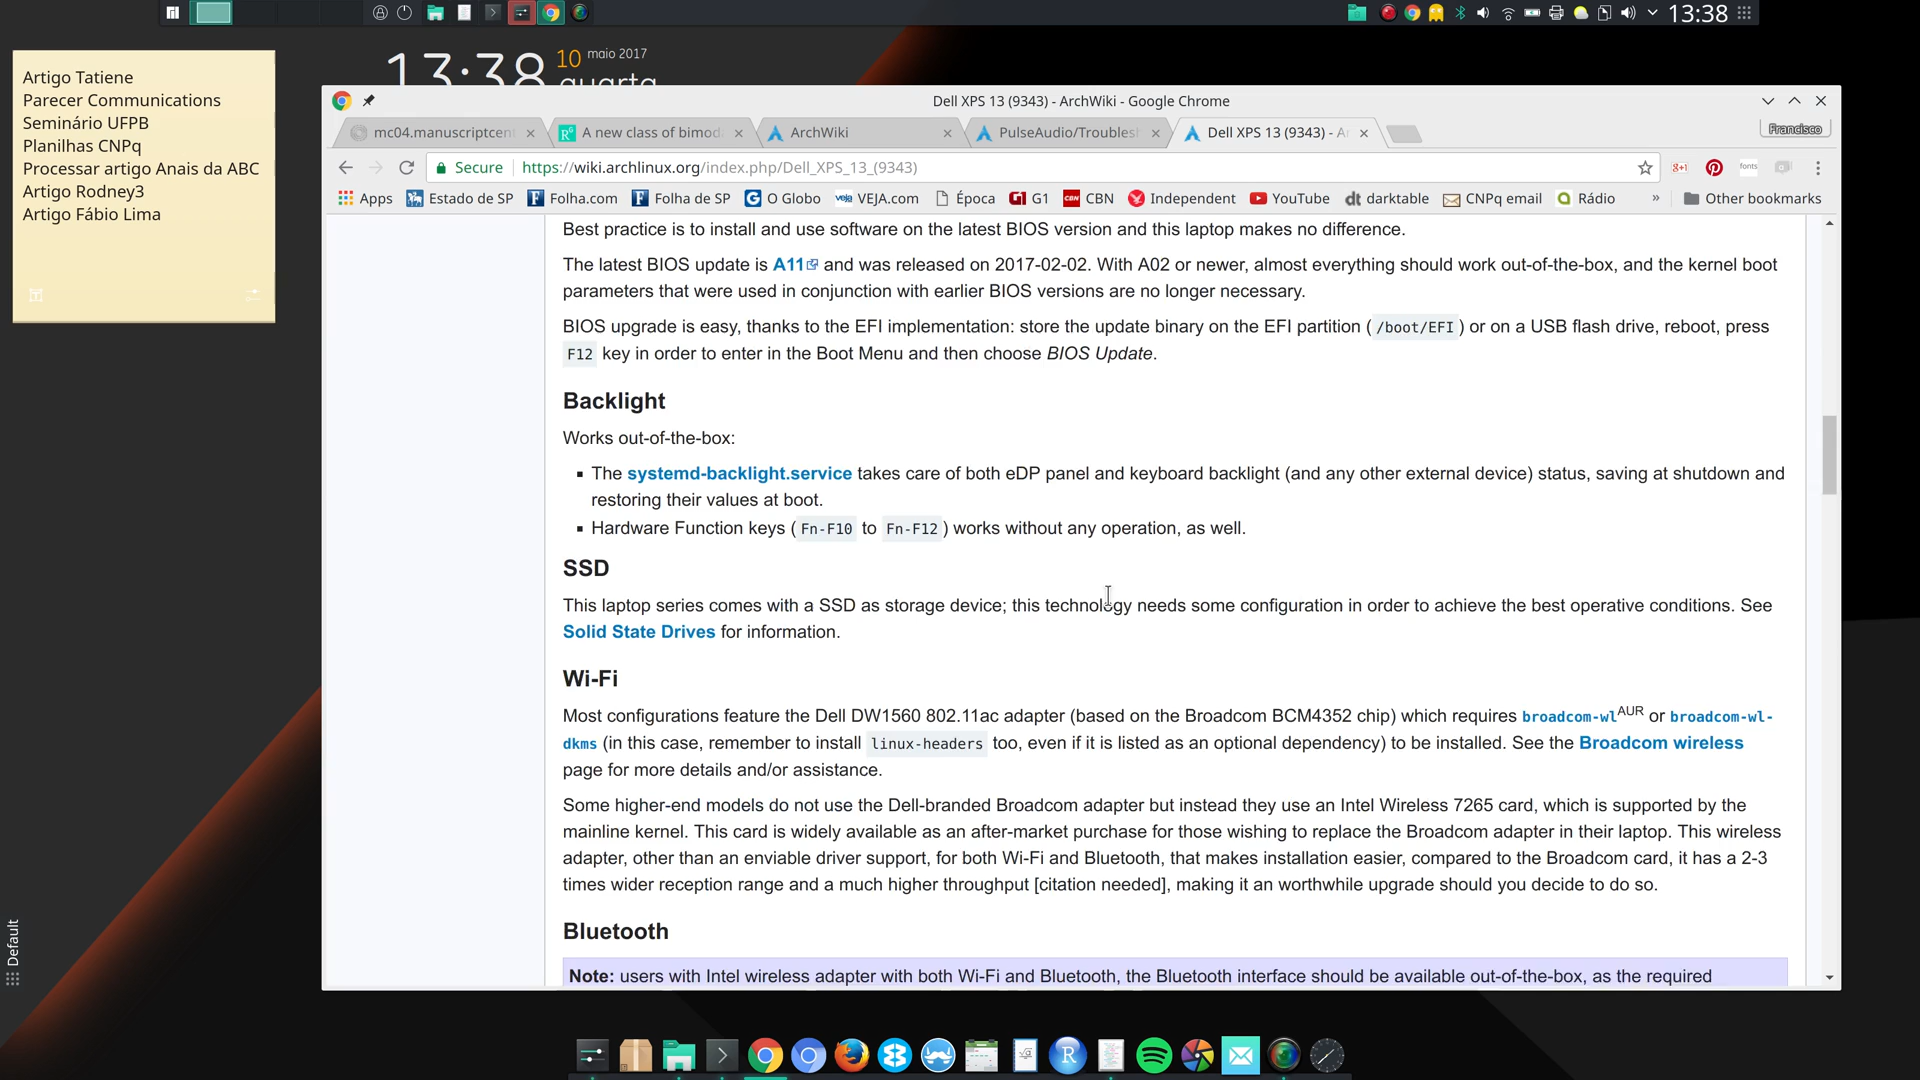 13:38
13:38 10 maio 2017
quarta
Artigo Tatiene
Parecer Communications
Seminário UFPB
Planilhas CNPq
Processar artigo Anais da ABC
Artigo Rodney3
Artigo Fábio Lima
Default
Dell XPS 13 (9343) - ArchWiki - Google Chrome
Francisco
mc04.manuscriptcent
A new class of bimod
ArchWiki
PulseAudio/Troublesh
Dell XPS 13 (9343) - A
Secure https://wiki.archlinux.org/index.php/Dell_XPS_13_(9343)
fonts
Apps Estado de SP Folha.com Folha de SP O Globo VEJA.com Época G1 CBN Independent YouTube darktable CNPq email Rádio » Other bookmarks
Best practice is to install and use software on the latest BIOS version and this laptop makes no difference.
The latest BIOS update is A11 and was released on 2017-02-02. With A02 or newer, almost everything should work out-of-the-box, and the kernel boot
parameters that were used in conjunction with earlier BIOS versions are no longer necessary.
BIOS upgrade is easy, thanks to the EFI implementation: store the update binary on the EFI partition ( /boot/EFI ) or on a USB flash drive, reboot, press
F12 key in order to enter in the Boot Menu and then choose BIOS Update.
Backlight
Works out-of-the-box:
▪ The systemd-backlight.service takes care of both eDP panel and keyboard backlight (and any other external device) status, saving at shutdown and
restoring their values at boot.
▪ Hardware Function keys ( Fn-F10 to Fn-F12 ) works without any operation, as well.
SSD
This laptop series comes with a SSD as storage device; this technology needs some configuration in order to achieve the best operative conditions. See
Solid State Drives for information.
Wi-Fi
Most configurations feature the Dell DW1560 802.11ac adapter (based on the Broadcom BCM4352 chip) which requires broadcom-wlAUR or broadcom-wl-
dkms (in this case, remember to install linux-headers too, even if it is listed as an optional dependency) to be installed. See the Broadcom wireless
page for more details and/or assistance.
Some higher-end models do not use the Dell-branded Broadcom adapter but instead they use an Intel Wireless 7265 card, which is supported by the
mainline kernel. This card is widely available as an after-market purchase for those wishing to replace the Broadcom adapter in their laptop. This wireless
adapter, other than an enviable driver support, for both Wi-Fi and Bluetooth, that makes installation easier, compared to the Broadcom card, it has a 2-3
times wider reception range and a much higher throughput [citation needed], making it an worthwhile upgrade should you decide to do so.
Bluetooth
Note: users with Intel wireless adapter with both Wi-Fi and Bluetooth, the Bluetooth interface should be available out-of-the-box, as the required